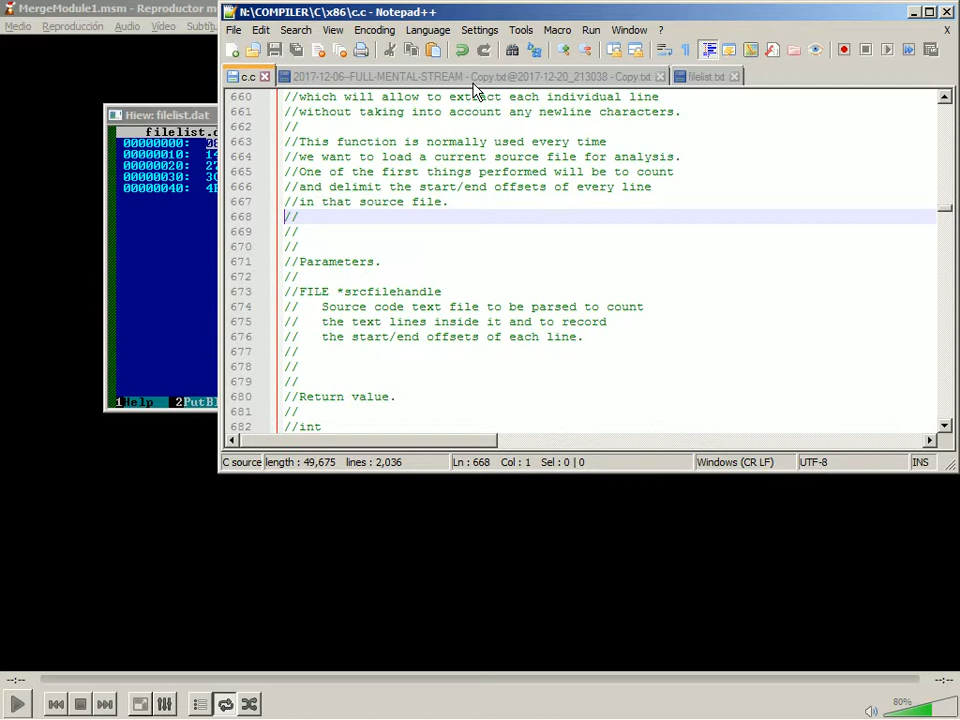 MergeModule1.msm - Reproductor m
Medio Reproducción Audio Vídeo Subtít
N:\COMPILER\C\x86\c.c - Notepad++
File Edit Search View Encoding Language Settings Tools Macro Run Window ?
X
c.c
2017-12-06--FULL-MENTAL-STREAM - Copy.txt@2017-12-20_213038 - Copy.txt
filelist.txt
660 //which will allow to extract each individual line
661 //without taking into account any newline characters.
662 //
663 //This function is normally used every time
664 //we want to load a current source file for analysis.
665 //One of the first things performed will be to count
666 //and delimit the start/end offsets of every line
667 //in that source file.
668 //
669 //
670 //
671 //Parameters.
672 //
673 //FILE *srcfilehandle
674 //   Source code text file to be parsed to count
675 //   the text lines inside it and to record
676 //   the start/end offsets of each line.
677 //
678 //
679 //
680 //Return value.
681 //
682 //int
C source length : 49,675 lines : 2,036 Ln : 668 Col : 1 Sel : 0 | 0 Windows (CR LF) UTF-8 INS
Hiew: filelist.dat
filelist.d
00000000: 
00000010: 14
00000020: 27
00000030: 
00000040: 
1Help 2PutBl
--:-- --:--
80%